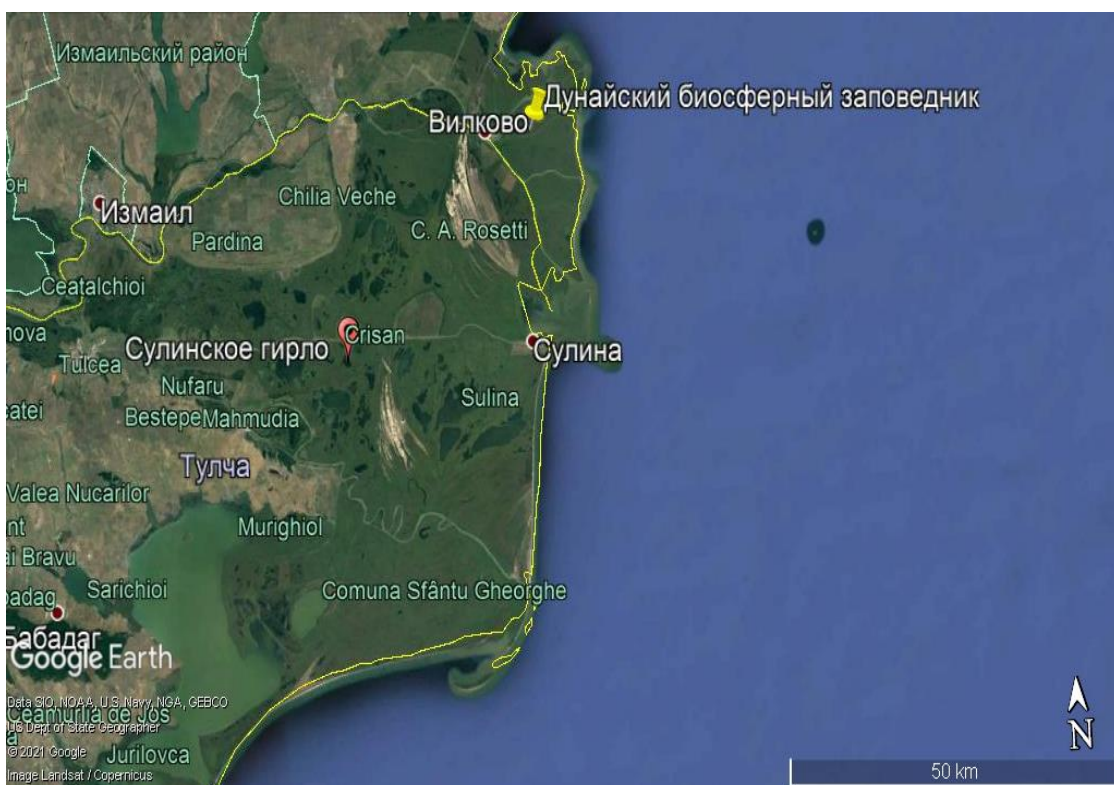 Измаильский район
Дунайский биосферный заповедник
Вилково
Chilia Veche
Измаил
C. A. Rosetti
Pardina
Ceatalchioi
Crisan
Сулинское гирло
Сулина
Tulcea
Nufaru
Sulina
Bestepe
Mahmudia
Тулча
Valea Nucarilor
Murighiol
Sarichioi
Comuna Sfântu Gheorghe
Бабадаг
Google Earth
Data SIO, NOAA, U.S. Navy, NGA, GEBCO
Ceamurlia de Jos
US Dept of State Geographer
© 2021 Google
Jurilovca
Image Landsat / Copernicus
N
50 km